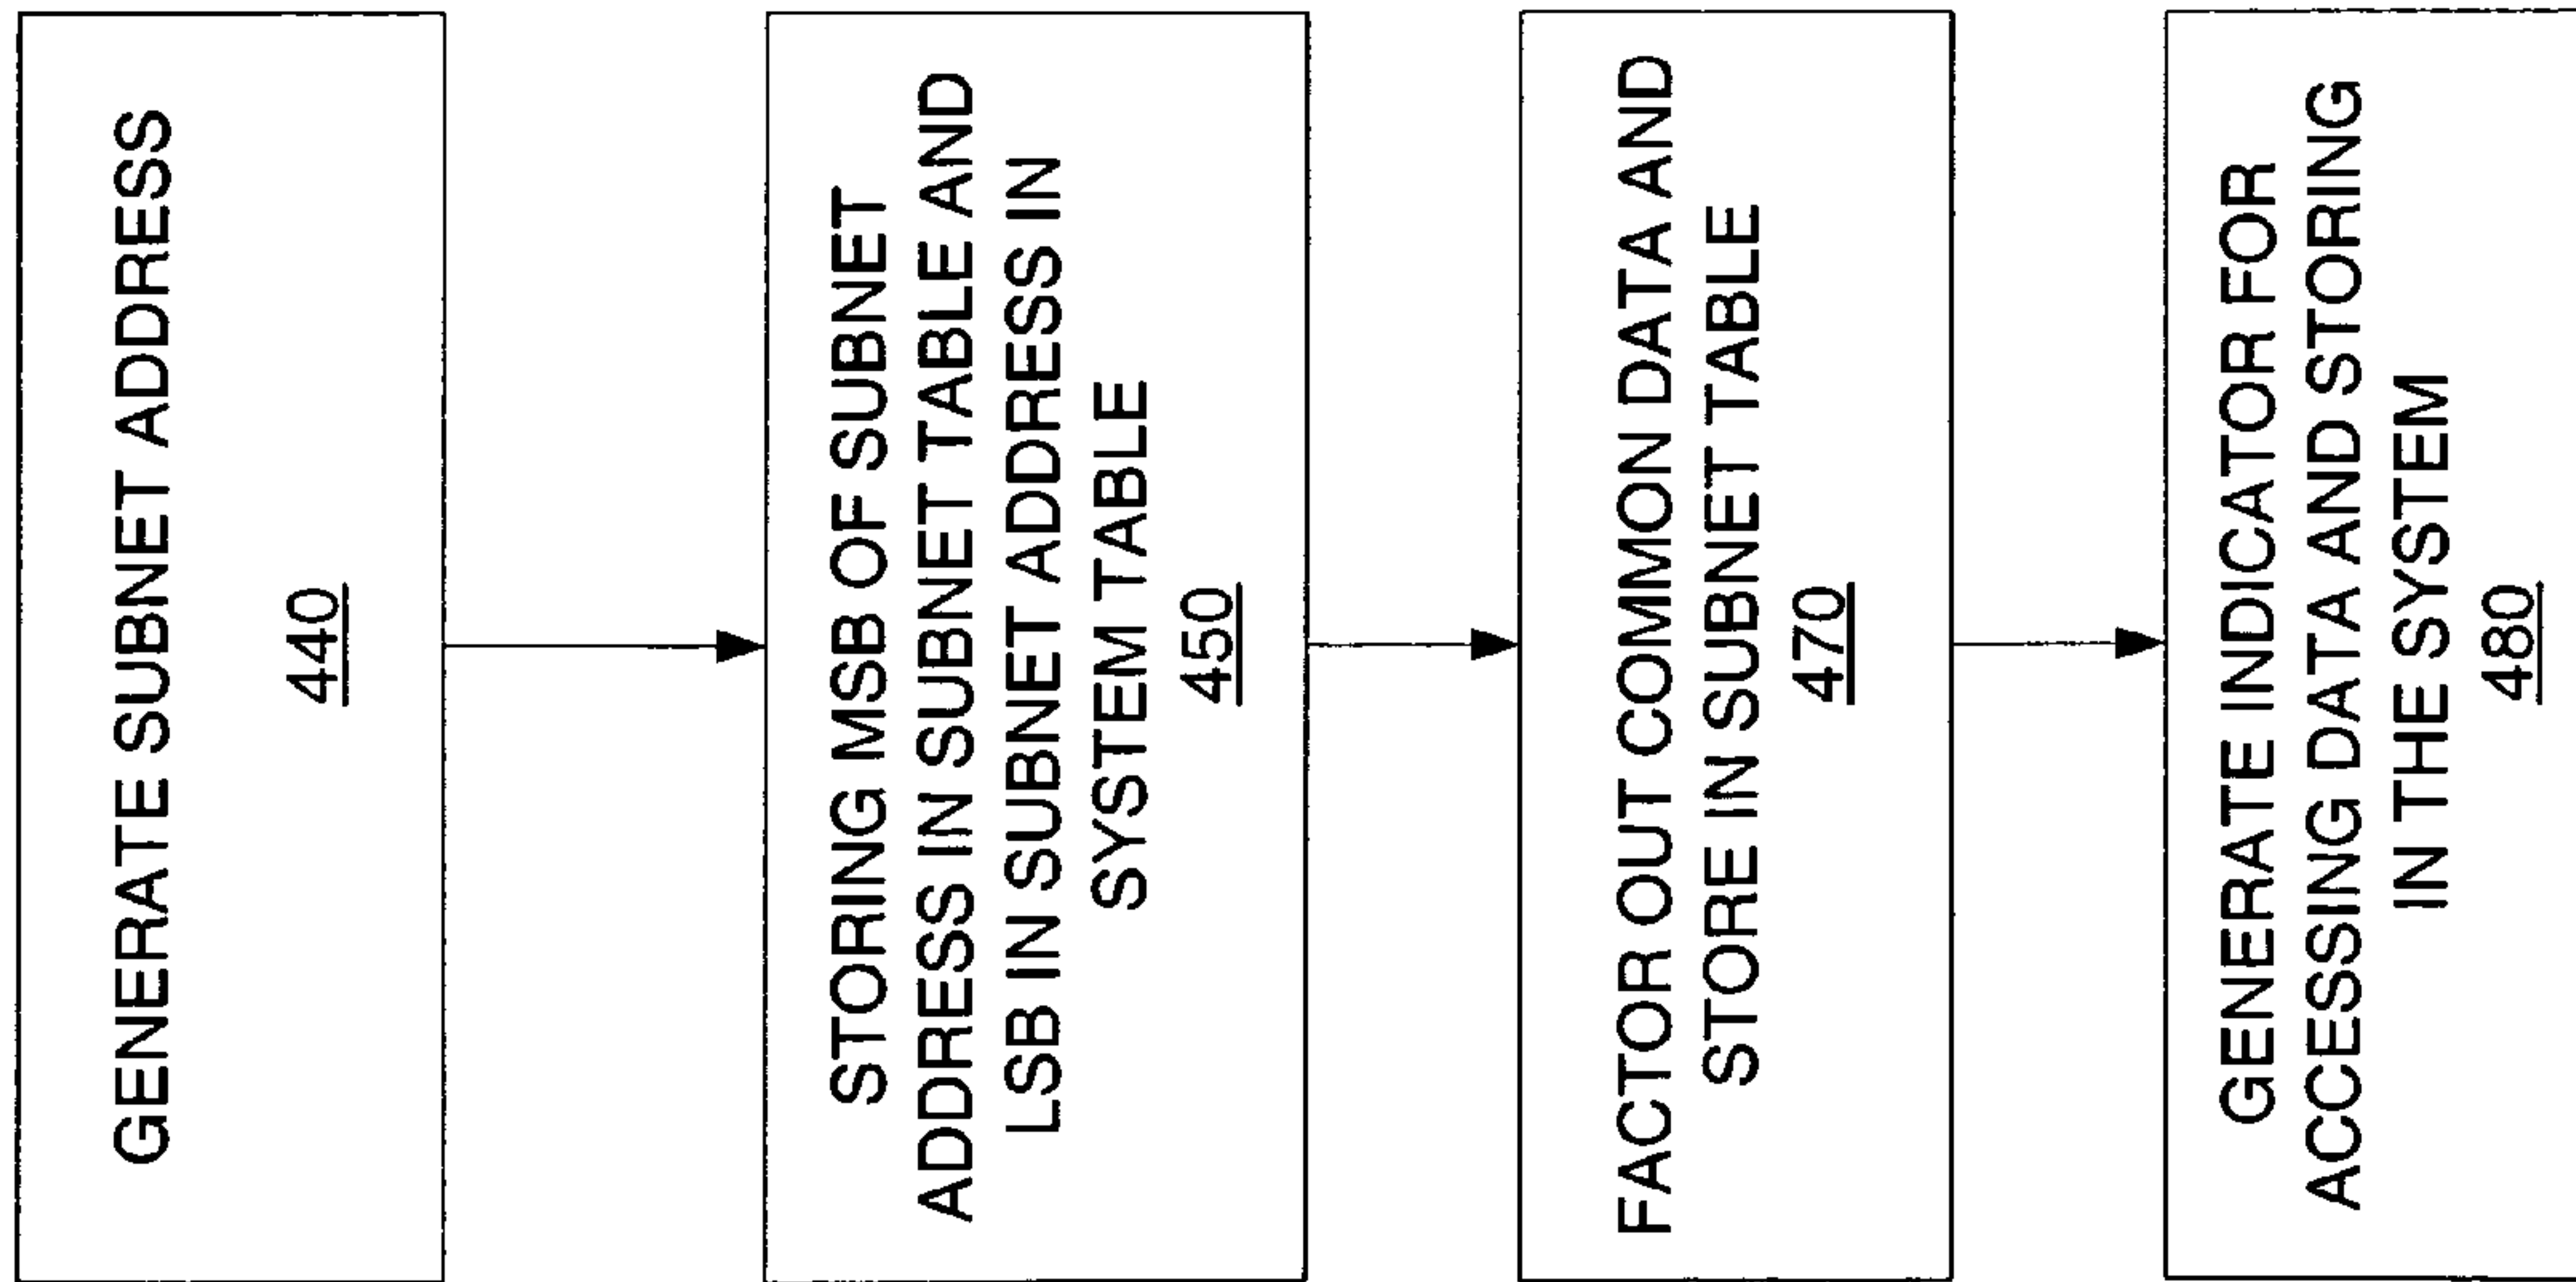 GENERATE SUBNET ADDRESS
440
STORING MSB OF SUBNET
ADDRESS IN SUBNET TABLE AND
LSB IN SUBNET ADDRESS IN
SYSTEM TABLE
450
FACTOR OUT COMMON DATA AND
STORE IN SUBNET TABLE
470
GENERATE INDICATOR FOR
ACCESSING DATA AND STORING
IN THE SYSTEM
480